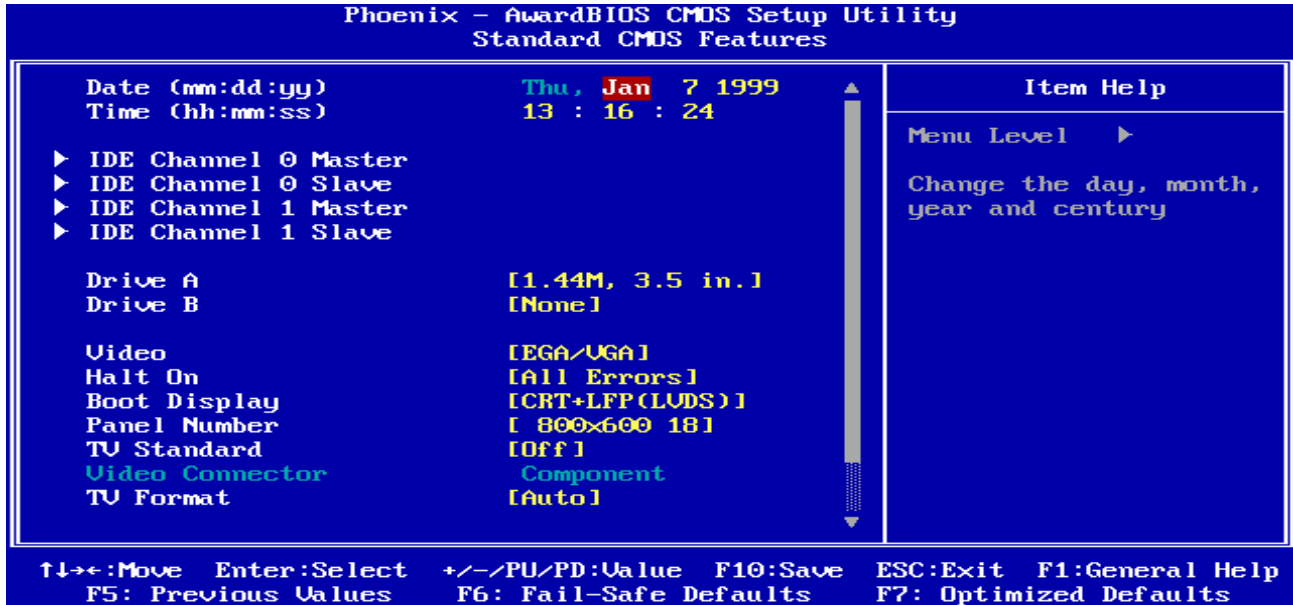 Phoenix - AwardBIOS CMOS Setup Utility
Standard CMOS Features
Date (mm:dd:yy) Thu, Jan 7 1999
Time (hh:mm:ss) 13 : 16 : 24
▶ IDE Channel 0 Master
▶ IDE Channel 0 Slave
▶ IDE Channel 1 Master
▶ IDE Channel 1 Slave
Drive A [1.44M, 3.5 in.]
Drive B [None]
Video [EGA/VGA]
Halt On [All Errors]
Boot Display [CRT+LFP(LVDS)]
Panel Number [ 800x600 18]
TV Standard [Off]
Video Connector Component
TV Format [Auto]
Item Help
Menu Level ▶
Change the day, month,
year and century
↑↓→←:Move Enter:Select +/-/PU/PD:Value F10:Save ESC:Exit F1:General Help
F5: Previous Values F6: Fail-Safe Defaults F7: Optimized Defaults